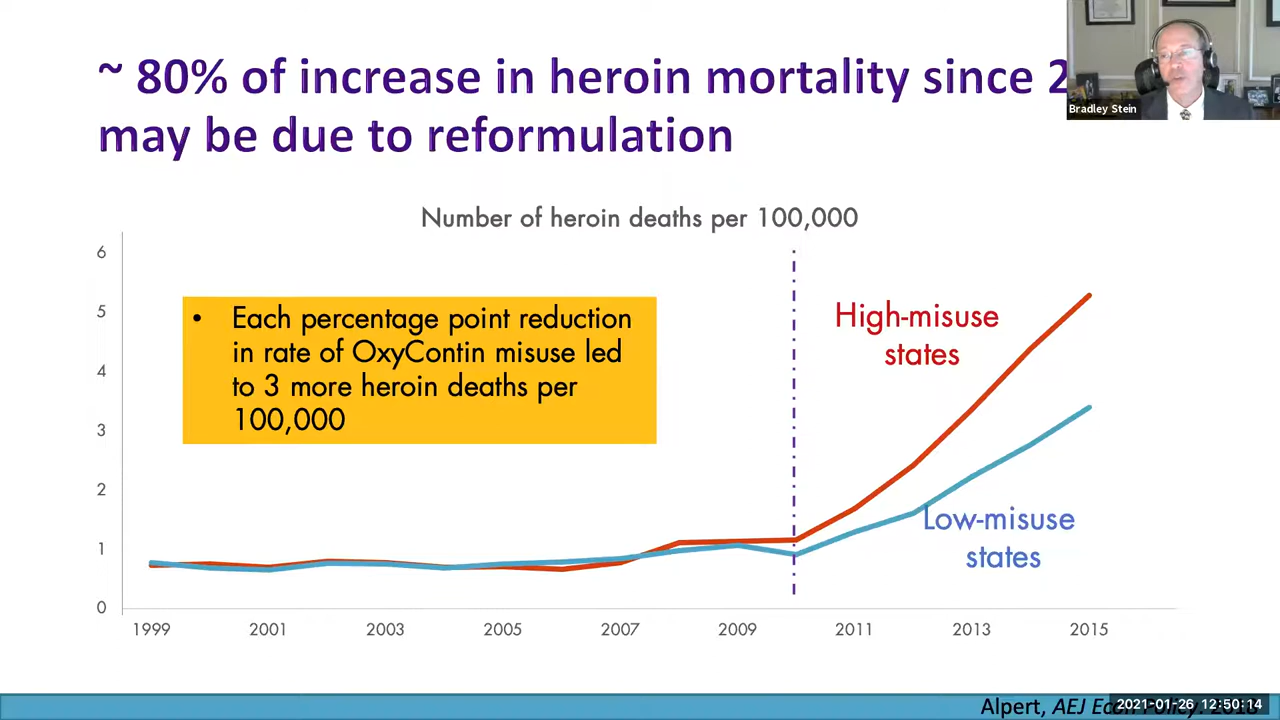 ~ 80% of increase in heroin mortality since 2
may be due to reformulation
Bradley Stein
Number of heroin deaths per 100,000
6
5
4
3
2
1
0
• Each percentage point reduction
in rate of OxyContin misuse led
to 3 more heroin deaths per
100,000
High-misuse
states
Low-misuse
states
1999 2001 2003 2005 2007 2009 2011 2013 2015
Alpert, AEJ Econ Policy.
2021-01-26 12:50:14